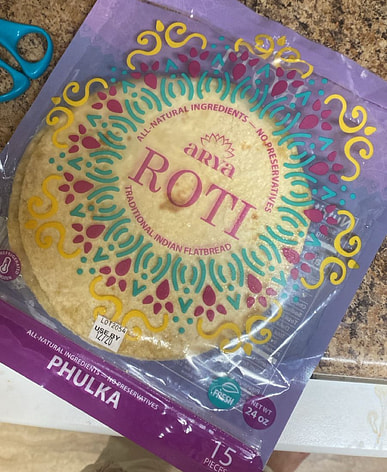 ALL-NATURAL INGREDIENTS — NO PRESERVATIVES
arya
ROTI
TRADITIONAL INDIAN FLATBREAD
USE BY
ALL-NATURAL INGREDIENTS — NO PRESERVATIVES
PHULKA
FRESH
NET WT
24 oz
15
PIECES